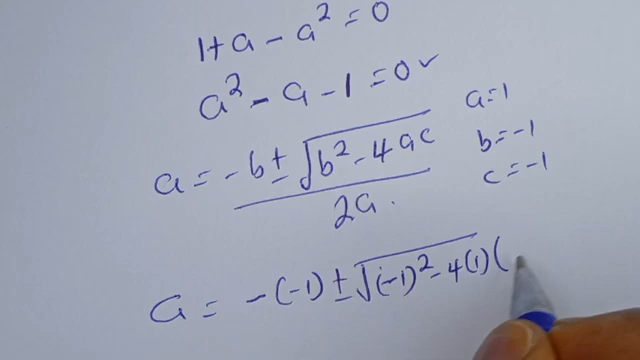 1+a - a² = 0
a² - a - 1 = 0 ✓
a = -b ± √(b² - 4ac) / 2a.
a=1
b=-1
c=-1
a = -(-1) ± √((-1)² - 4(1)(